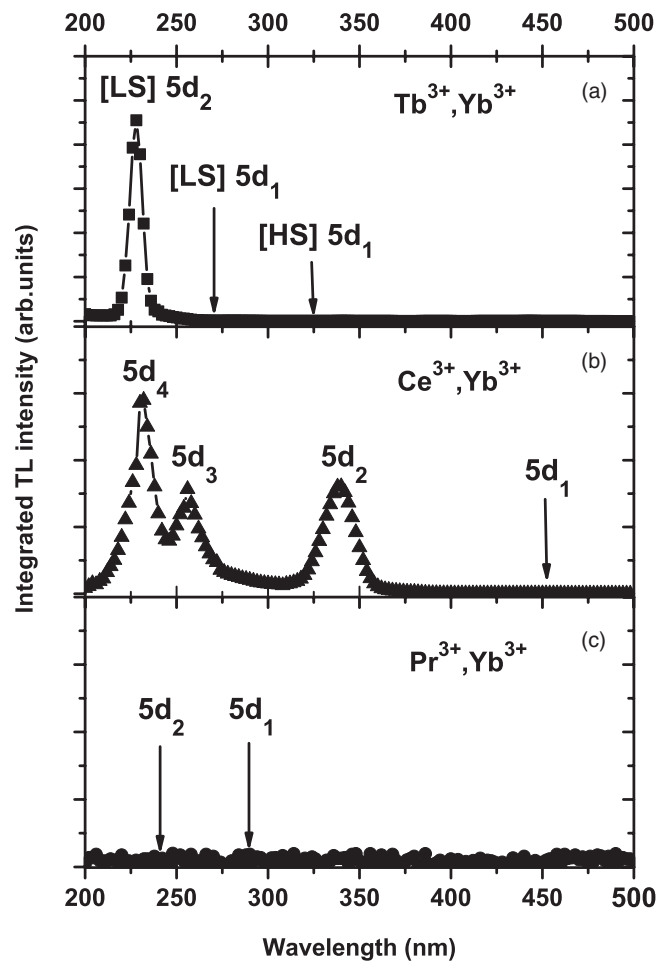 200 250 300 350 400 450 500
[LS] 5d2
Tb3+,Yb3+
(a)
[LS] 5d1
[HS] 5d1
Integrated TL intensity (arb.units)
5d4
Ce3+,Yb3+
(b)
5d3
5d2
5d1
Pr3+,Yb3+
(c)
5d2
5d1
200 250 300 350 400 450 500
Wavelength (nm)